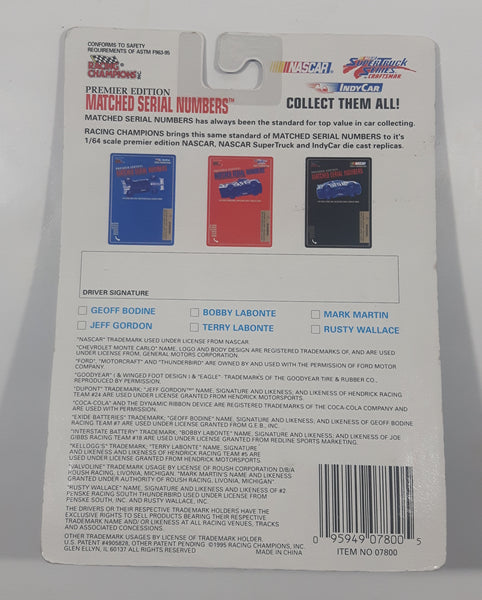 CONFORMS TO SAFETY
REQUIREMENTS OF ASTM F963-95
RACING
CHAMPIONS
NASCAR
SuperTruck
SERIES
CRAFTSMAN
INDYCAR
PREMIER EDITION
MATCHED SERIAL NUMBERS™
COLLECT THEM ALL!
MATCHED SERIAL NUMBERS has always been the standard for top value in car collecting.
RACING CHAMPIONS brings this same standard of MATCHED SERIAL NUMBERS to it's
1/64 scale premier edition NASCAR, NASCAR SuperTruck and IndyCar die cast replicas.
MATCHED SERIAL NUMBERS
MATCHED SERIAL NUMBERS
MATCHED SERIAL NUMBERS
DRIVER SIGNATURE
GEOFF BODINE
BOBBY LABONTE
MARK MARTIN
JEFF GORDON
TERRY LABONTE
RUSTY WALLACE
"NASCAR" TRADEMARK USED UNDER LICENSE FROM NASCAR.
"CHEVROLET MONTE CARLO" NAME, LOGO AND BODY DESIGN ARE REGISTERED TRADEMARKS OF, AND ARE USED
UNDER LICENSE FROM, GENERAL MOTORS CORPORATION.
"FORD", "MOTORCRAFT" AND "THUNDERBIRD" ARE OWNED BY AND USED WITH THE PERMISSION OF FORD MOTOR
COMPANY.
"GOODYEAR" (& WINGED FOOT DESIGN ) & "EAGLE" TRADEMARKS OF THE GOODYEAR TIRE & RUBBER CO.,
REPRODUCED BY PERMISSION.
"DUPONT" TRADEMARK, "JEFF GORDON™" NAME, SIGNATURE AND LIKENESS, AND LIKENESS OF HENDRICK RACING
TEAM #24 ARE USED UNDER LICENSE GRANTED FROM HENDRICK MOTORSPORTS.
"COCA-COLA" AND THE DYNAMIC RIBBON DEVICE ARE REGISTERED TRADEMARKS OF THE COCA-COLA COMPANY AND
ARE USED WITH PERMISSION.
"EXIDE BATTERIES" TRADEMARK, "GEOFF BODINE" NAME, SIGNATURE AND LIKENESS, AND LIKENESS OF GEOFF BODINE
RACING TEAM #7 ARE USED UNDER LICENSE GRANTED FROM G.E.B., INC.
"INTERSTATE BATTERY" TRADEMARK, "BOBBY LABONTE" NAME, SIGNATURE AND LIKENESS, AND LIKENESS OF JOE
GIBBS RACING TEAM #18 ARE USED UNDER LICENSE GRANTED FROM REDLINE SPORTS MARKETING.
"KELLOGG'S" TRADEMARK, "TERRY LABONTE" NAME,
SIGNATURE AND LIKENESS OF HENDRICK RACING TEAM #5 ARE
USED UNDER LICENSE GRANTED FROM HENDRICK MOTORSPORTS.
"VALVOLINE" TRADEMARK USAGE BY LICENSE OF ROUSH CORPORATION D/B/A
ROUSH RACING, LIVONIA, MICHIGAN. "MARK MARTIN'S NAME AND LIKENESS"
GRANTED UNDER AUTHORITY OF ROUSH RACING, LIVONIA, MICHIGAN.
"RUSTY WALLACE" NAME, SIGNATURE AND LIKENESS AND LIKENESS OF #2
PENSKE RACING SOUTH THUNDERBIRD USED UNDER LICENSE FROM
PENSKE SOUTH, INC. AND RUSTY WALLACE, INC.
THE DRIVERS OR THEIR RESPECTIVE TRADEMARK HOLDERS HAVE THE
EXCLUSIVE RIGHTS TO SELL PRODUCTS BEARING THEIR RESPECTIVE
TRADEMARK NAME AND/ OR LIKENESS AT ALL RACING VENUES, TRACKS
AND ASSOCIATED CONCESSIONS.
OTHER TRADEMARK USAGES BY LICENSE OF TRADEMARK HOLDER.
U.S. PATENT #4905828, OTHER PATENT PENDING. ©1995 RACING CHAMPIONS, INC.,
GLEN ELLYN, IL 60137 ALL RIGHTS RESERVED. MADE IN CHINA
0 95949 07800 5
ITEM NO 07800